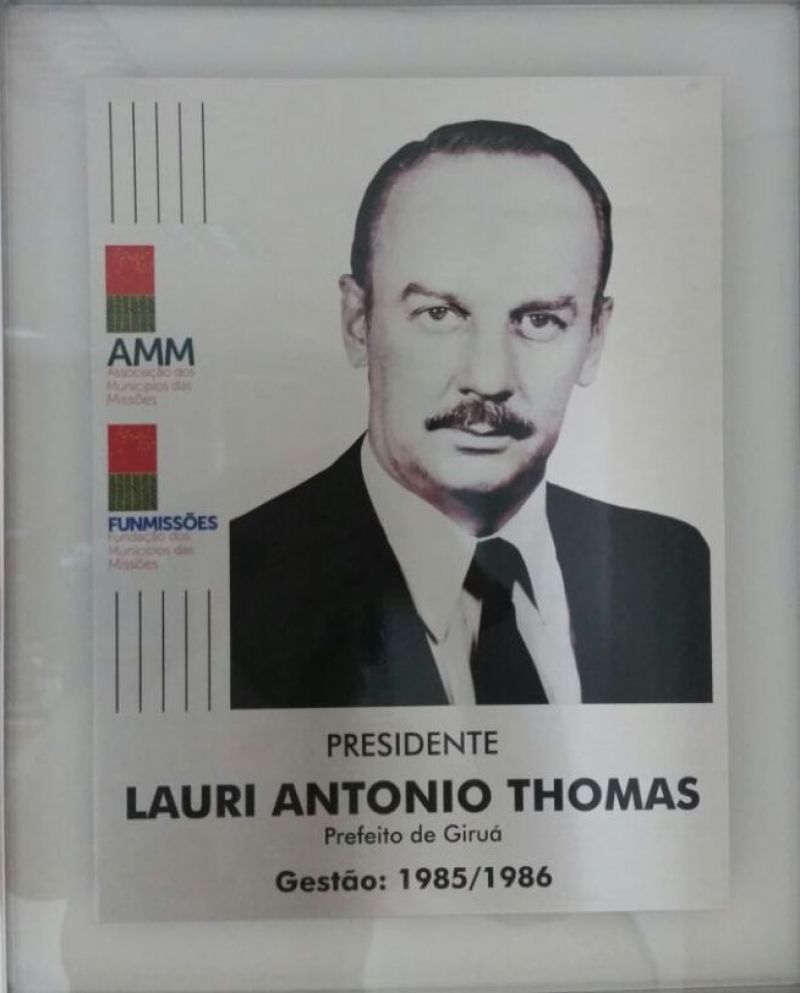 AMM
Associação dos
Municípios das
Missões
FUNMISSÕES
Fundação dos
Municípios das
Missões
PRESIDENTE
LAURI ANTONIO THOMAS
Prefeito de Giruá
Gestão: 1985/1986